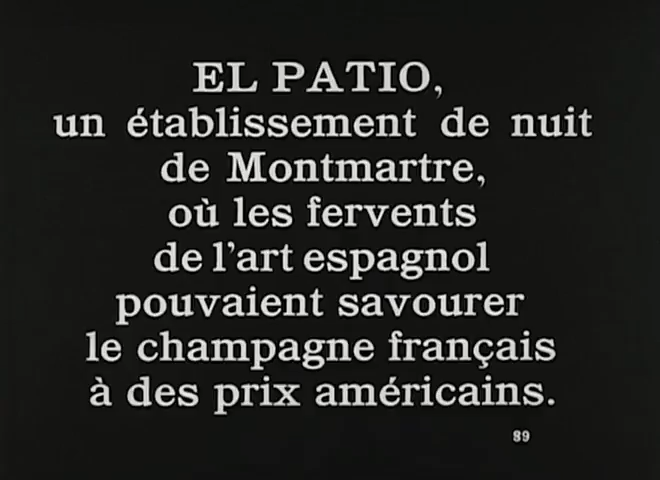 EL PATIO,
un établissement de nuit
de Montmartre,
où les fervents
de l'art espagnol
pouvaient savourer
le champagne français
à des prix américains.
89